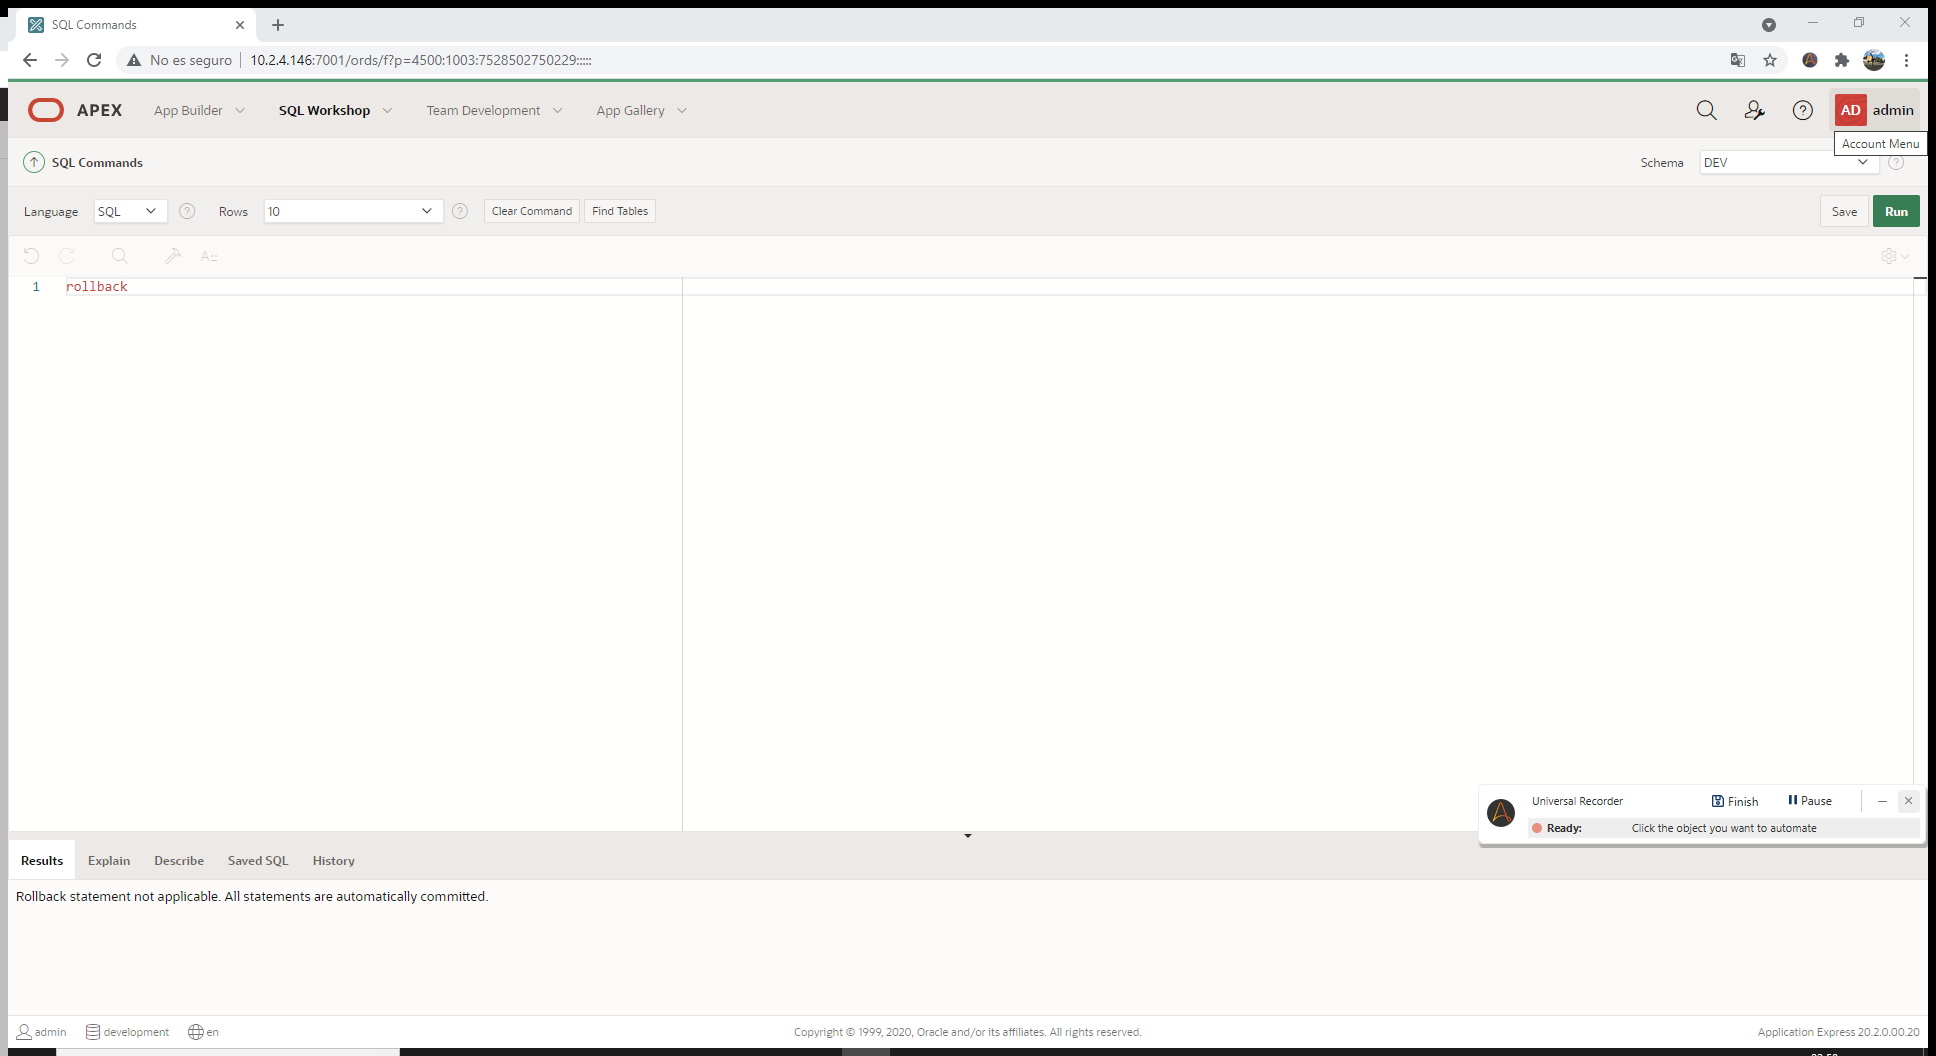 SQL Commands
No es seguro 10.2.4.146:7001/ords/f?p=4500:1003:7528502750229:::::
APEX App Builder SQL Workshop Team Development App Gallery AD admin
Account Menu
SQL Commands Schema DEV
Language SQL Rows 10 Clear Command Find Tables Save Run
1 rollback
Universal Recorder Finish Pause
Ready: Click the object you want to automate
Results Explain Describe Saved SQL History
Rollback statement not applicable. All statements are automatically committed.
admin development en Copyright © 1999, 2020, Oracle and/or its affiliates. All rights reserved. Application Express 20.2.0.00.20